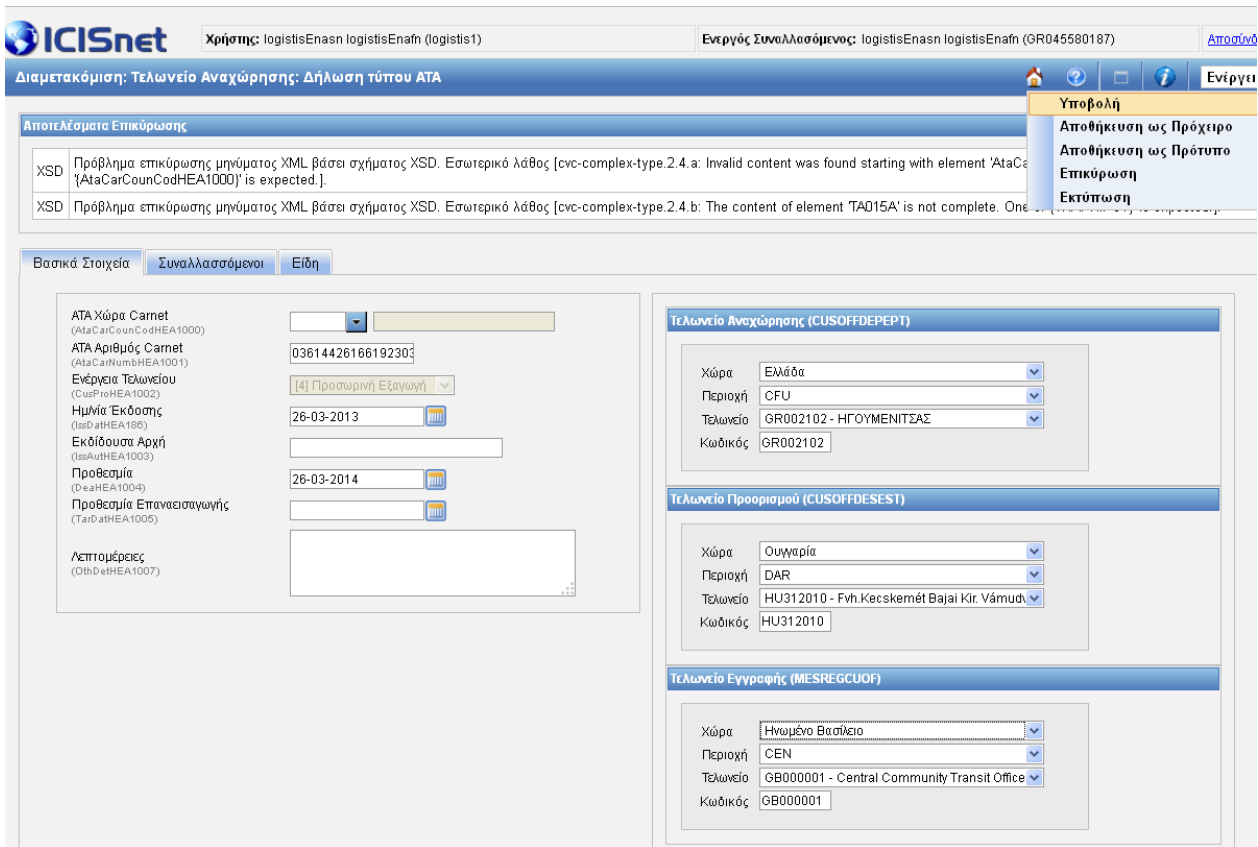 ICISnet
Χρήστης: logistisEnasn logistisEnafn (logistis1)
Ενεργός Συναλλασόμενος: logistisEnasn logistisEnafn (GR045580187)
Αποσύνδ
Διαμετακόμιση: Τελωνείο Αναχώρησης: Δήλωση τύπου ΑΤΑ
Ενέργει
Υποβολή
Αποθήκευση ως Πρόχειρο
Αποθήκευση ως Πρότυπο
Επικύρωση
Εκτύπωση
Αποτελέσματα Επικύρωσης
XSD Πρόβλημα επικύρωσης μηνύματος XML βάσει σχήματος XSD. Εσωτερικό λάθος [cvc-complex-type.2.4.a: Invalid content was found starting with element 'AtaCa
'{AtaCarCounCodHEA1000}' is expected.].
XSD Πρόβλημα επικύρωσης μηνύματος XML βάσει σχήματος XSD. Εσωτερικό λάθος [cvc-complex-type.2.4.b: The content of element 'TA015A' is not complete. One
Βασικά Στοιχεία Συναλλασσόμενοι Είδη
ΑΤΑ Χώρα Carnet
(AtaCarCounCodHEA1000)
ΑΤΑ Αριθμός Carnet 03614426166192303
(AtaCarNumbHEA1001)
Ενέργεια Τελωνείου [4] Προσωρινή Εξαγωγή
(CusProHEA1002)
Ημ/νία Έκδοσης 26-03-2013
(IssDatHEA186)
Εκδίδουσα Αρχή
(IssAutHEA1003)
Προθεσμία 26-03-2014
(DeaHEA1004)
Προθεσμία Επαναεισαγωγής
(TarDatHEA1005)
Λεπτομέρειες
(OthDetHEA1007)
Τελωνείο Αναχώρησης (CUSOFFDEPEPT)
Χώρα Ελλάδα
Περιοχή CFU
Τελωνείο GR002102 - ΗΓΟΥΜΕΝΙΤΣΑΣ
Κωδικός GR002102
Τελωνείο Προορισμού (CUSOFFDESEST)
Χώρα Ουγγαρία
Περιοχή DAR
Τελωνείο HU312010 - Fvh.Kecskemét Bajai Kir. Vámudv
Κωδικός HU312010
Τελωνείο Εγγραφής (MESREGCUOF)
Χώρα Ηνωμένο Βασίλειο
Περιοχή CEN
Τελωνείο GB000001 - Central Community Transit Office
Κωδικός GB000001